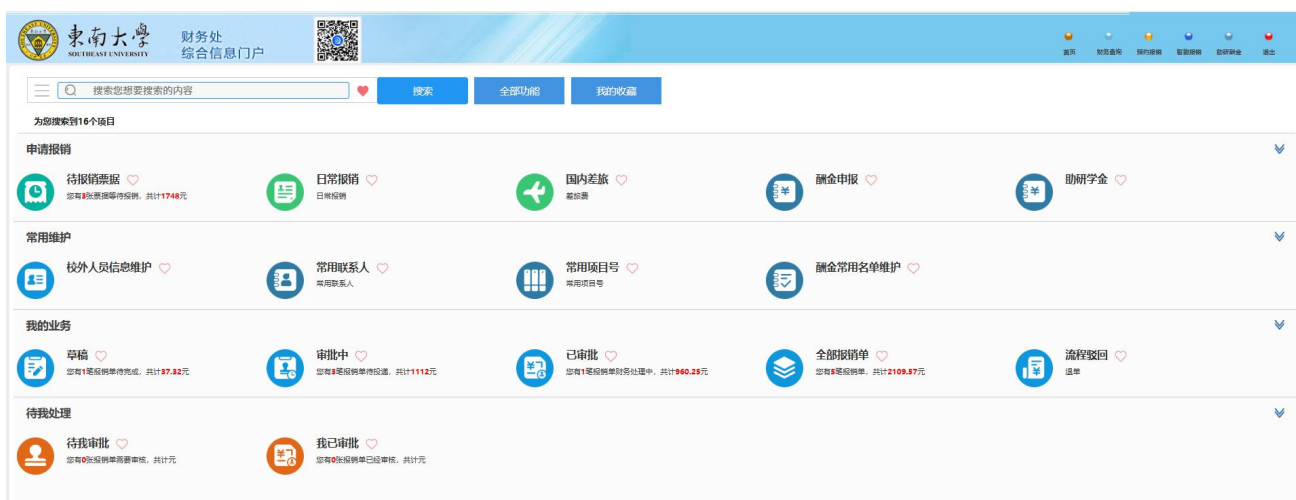 東南大學
SOUTHEAST UNIVERSITY
财务处
综合信息门户
首页 财务查询 预约报销 智能报销 助研酬金 退出
搜索您想要搜索的内容 搜索 全部功能 我的收藏
为您搜索到16个项目
申请报销
待报销票据 日常报销 国内差旅 酬金申报 助研学金
您有8张票据等待报销,共计1748元 日常报销 差旅费
常用维护
校外人员信息维护 常用联系人 常用项目号 酬金常用名单维护
常用联系人 常用项目号
我的业务
草稿 审批中 已审批 全部报销单 流程驳回
您有1笔报销单待完成,共计37.32元 您有3笔报销单待投递,共计1112元 您有1笔报销单财务处理中,共计960.25元 您有5笔报销单,共计2109.57元 退单
待我处理
待我审批 我已审批
您有0张报销单需要审核,共计元 您有0张报销单已经审核,共计元